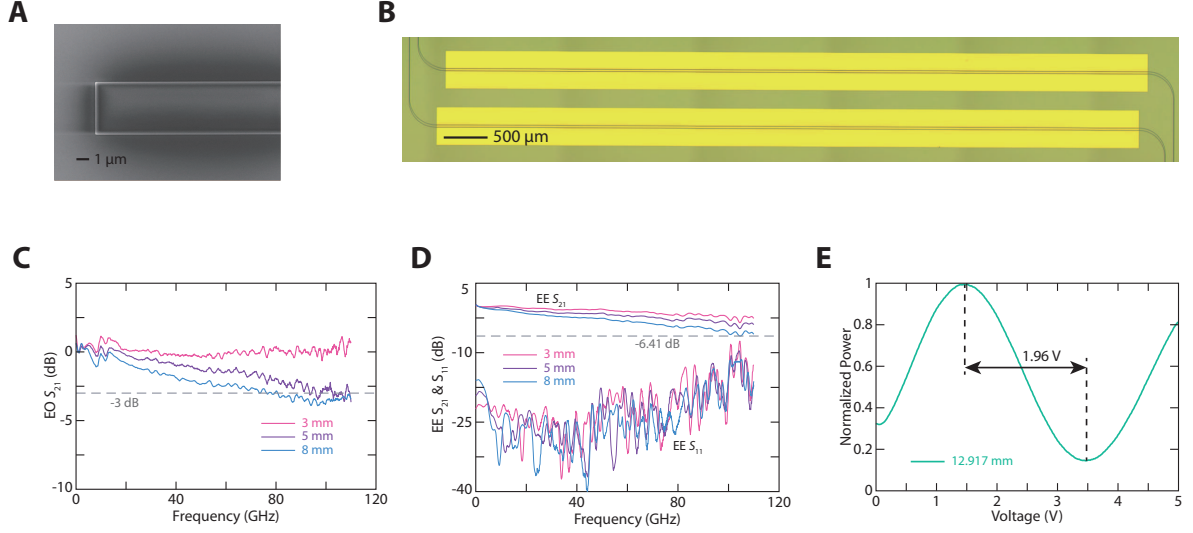 A
B
1 μm
500 μm
C
D
E
5
0
-5
-10
0
40
80
120
EO S21 (dB)
Frequency (GHz)
-3 dB
3 mm
5 mm
8 mm
5
-10
-25
-40
0
40
80
120
EE S21 & S11 (dB)
Frequency (GHz)
EE S21
-6.41 dB
3 mm
5 mm
8 mm
EE S11
1
0.8
0.6
0.4
0.2
0
0
1
2
3
4
5
Normalized Power
Voltage (V)
1.96 V
12.917 mm